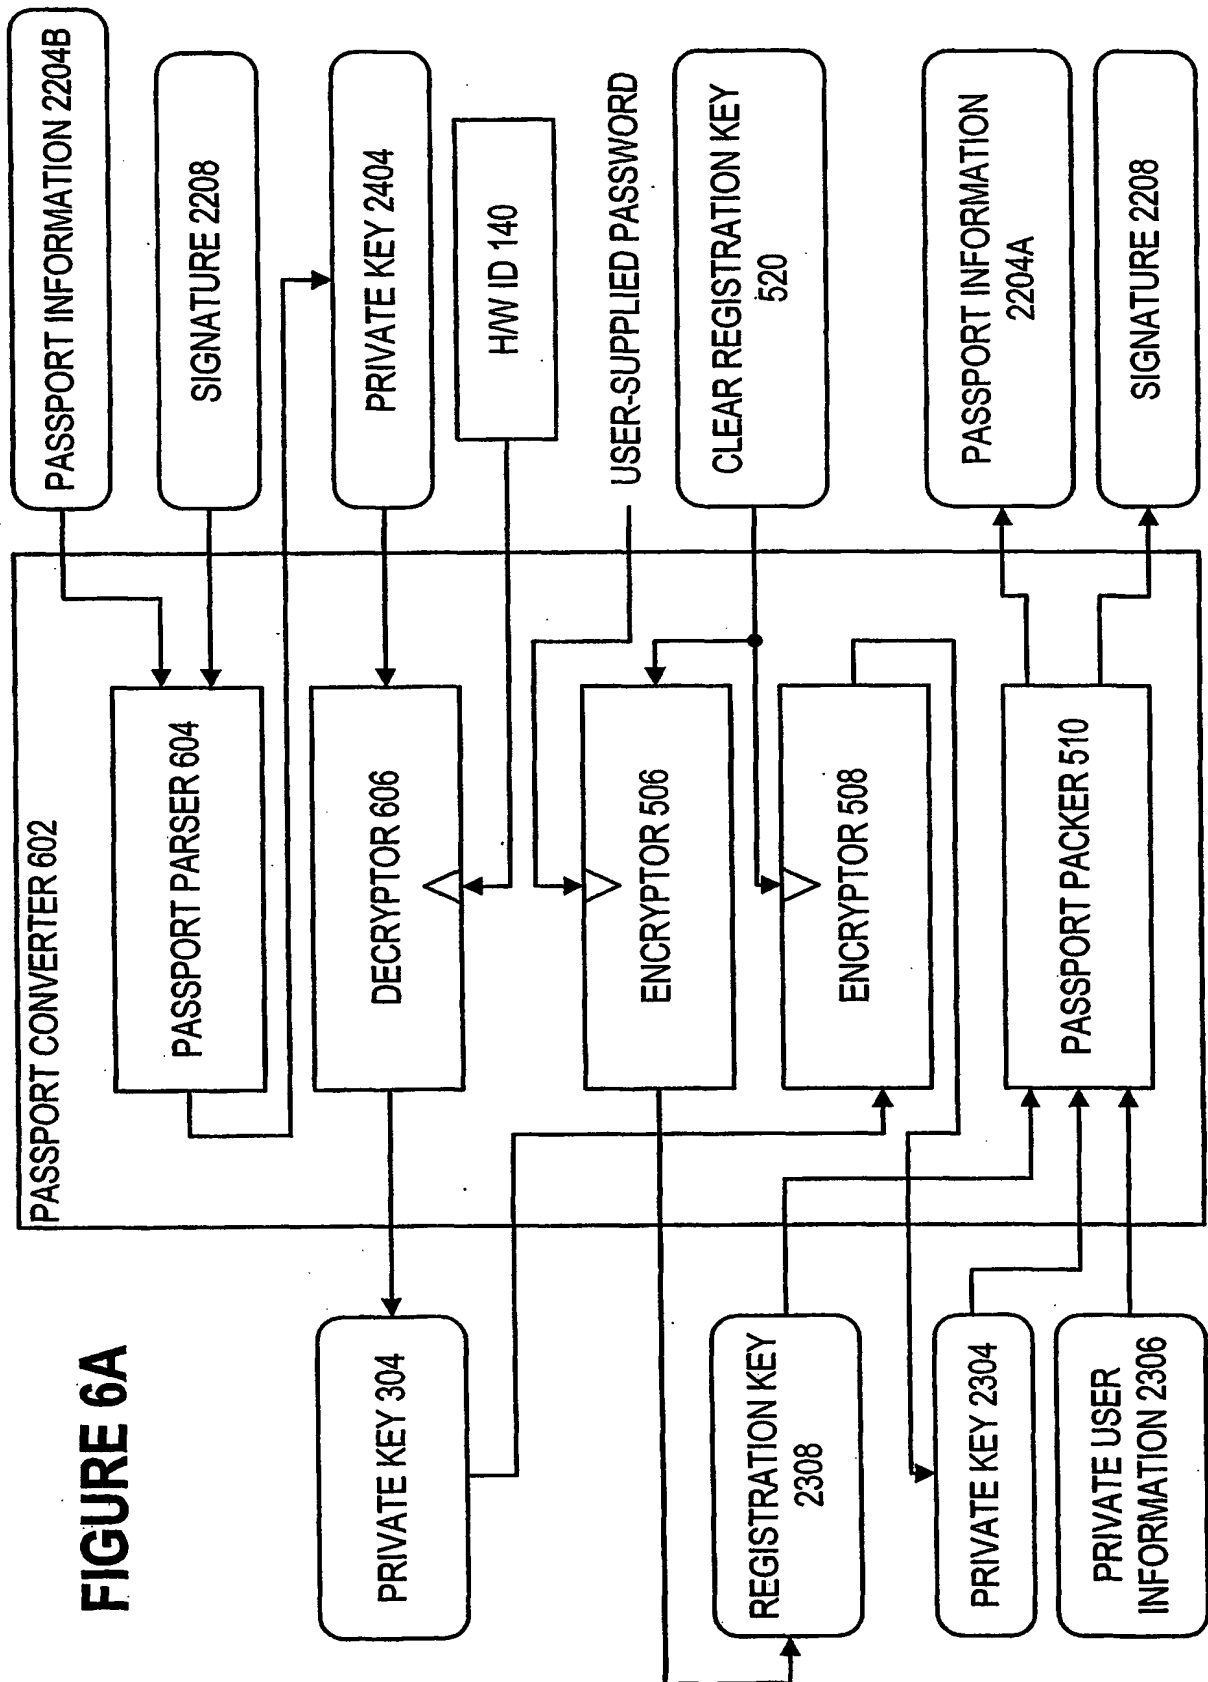 FIGURE 6A
PASSPORT INFORMATION 2204B
SIGNATURE 2208
PRIVATE KEY 2404
H/W ID 140
USER-SUPPLIED PASSWORD
CLEAR REGISTRATION KEY
520
PASSPORT INFORMATION
2204A
SIGNATURE 2208
PASSPORT CONVERTER 602
PASSPORT PARSER 604
DECRYPTOR 606
ENCRYPTOR 506
ENCRYPTOR 508
PASSPORT PACKER 510
PRIVATE KEY 304
REGISTRATION KEY
2308
PRIVATE KEY 2304
PRIVATE USER
INFORMATION 2306